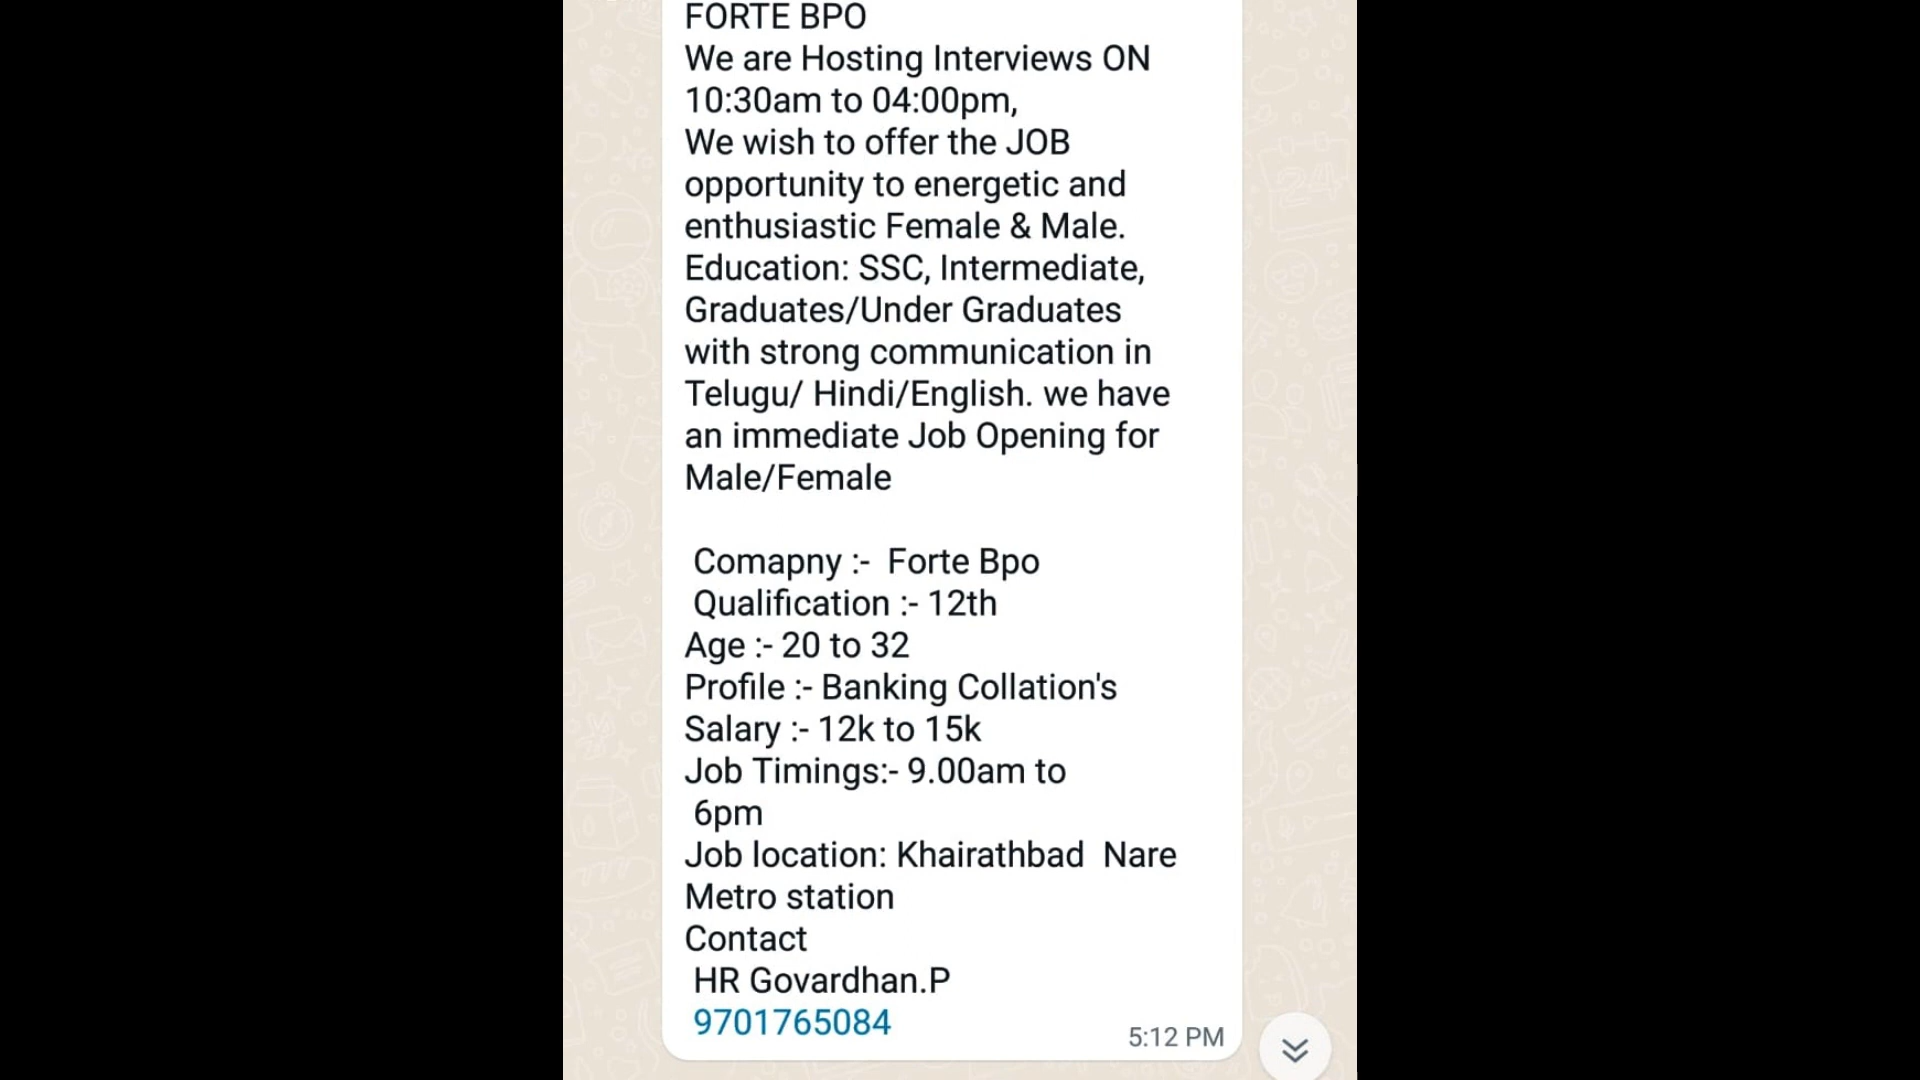 FORTE BPO
We are Hosting Interviews ON
10:30am to 04:00pm,
We wish to offer the JOB
opportunity to energetic and
enthusiastic Female & Male.
Education: SSC, Intermediate,
Graduates/Under Graduates
with strong communication in
Telugu/ Hindi/English. we have
an immediate Job Opening for
Male/Female
Comapny :-  Forte Bpo
Qualification :- 12th
Age :- 20 to 32
Profile :- Banking Collation's
Salary :- 12k to 15k
Job Timings:- 9.00am to
6pm
Job location: Khairathbad  Nare
Metro station
Contact
HR Govardhan.P
9701765084
5:12 PM